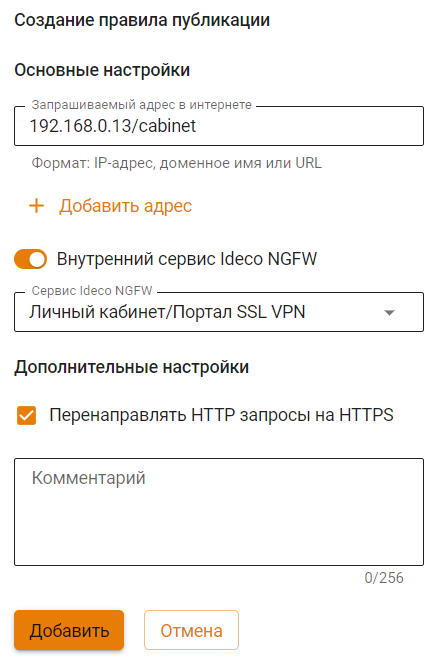 Создание правила публикации
Основные настройки
Запрашиваемый адрес в интернете
192.168.0.13/cabinet
Формат: IP-адрес, доменное имя или URL
+ Добавить адрес
Внутренний сервис Ideco NGFW
Сервис Ideco NGFW
Личный кабинет/Портал SSL VPN
Дополнительные настройки
Перенаправлять HTTP запросы на HTTPS
Комментарий
0/256
Добавить
Отмена